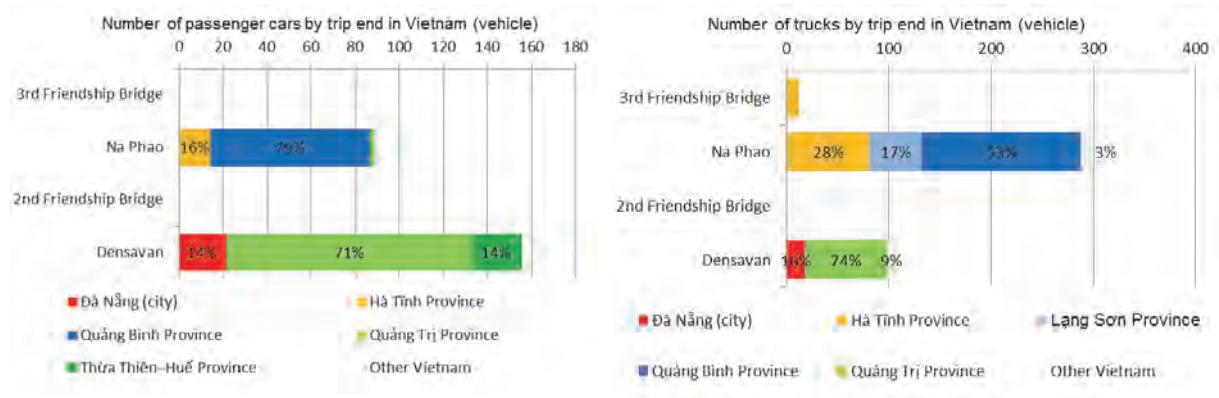 Number of passenger cars by trip end in Vietnam (vehicle)
0 20 40 60 80 100 120 140 160 180
3rd Friendship Bridge
Na Phao 16% 79%
2nd Friendship Bridge
Densavan 14% 71% 14%
Đà Nẵng (city) Hà Tĩnh Province
Quảng Bình Province Quảng Trị Province
Thừa Thiên–Huế Province Other Vietnam
Number of trucks by trip end in Vietnam (vehicle)
0 100 200 300 400
3rd Friendship Bridge
Na Phao 28% 17% 53% 3%
2nd Friendship Bridge
Densavan 16% 74% 9%
Đà Nẵng (city) Hà Tĩnh Province Lạng Sơn Province
Quảng Bình Province Quảng Trị Province Other Vietnam